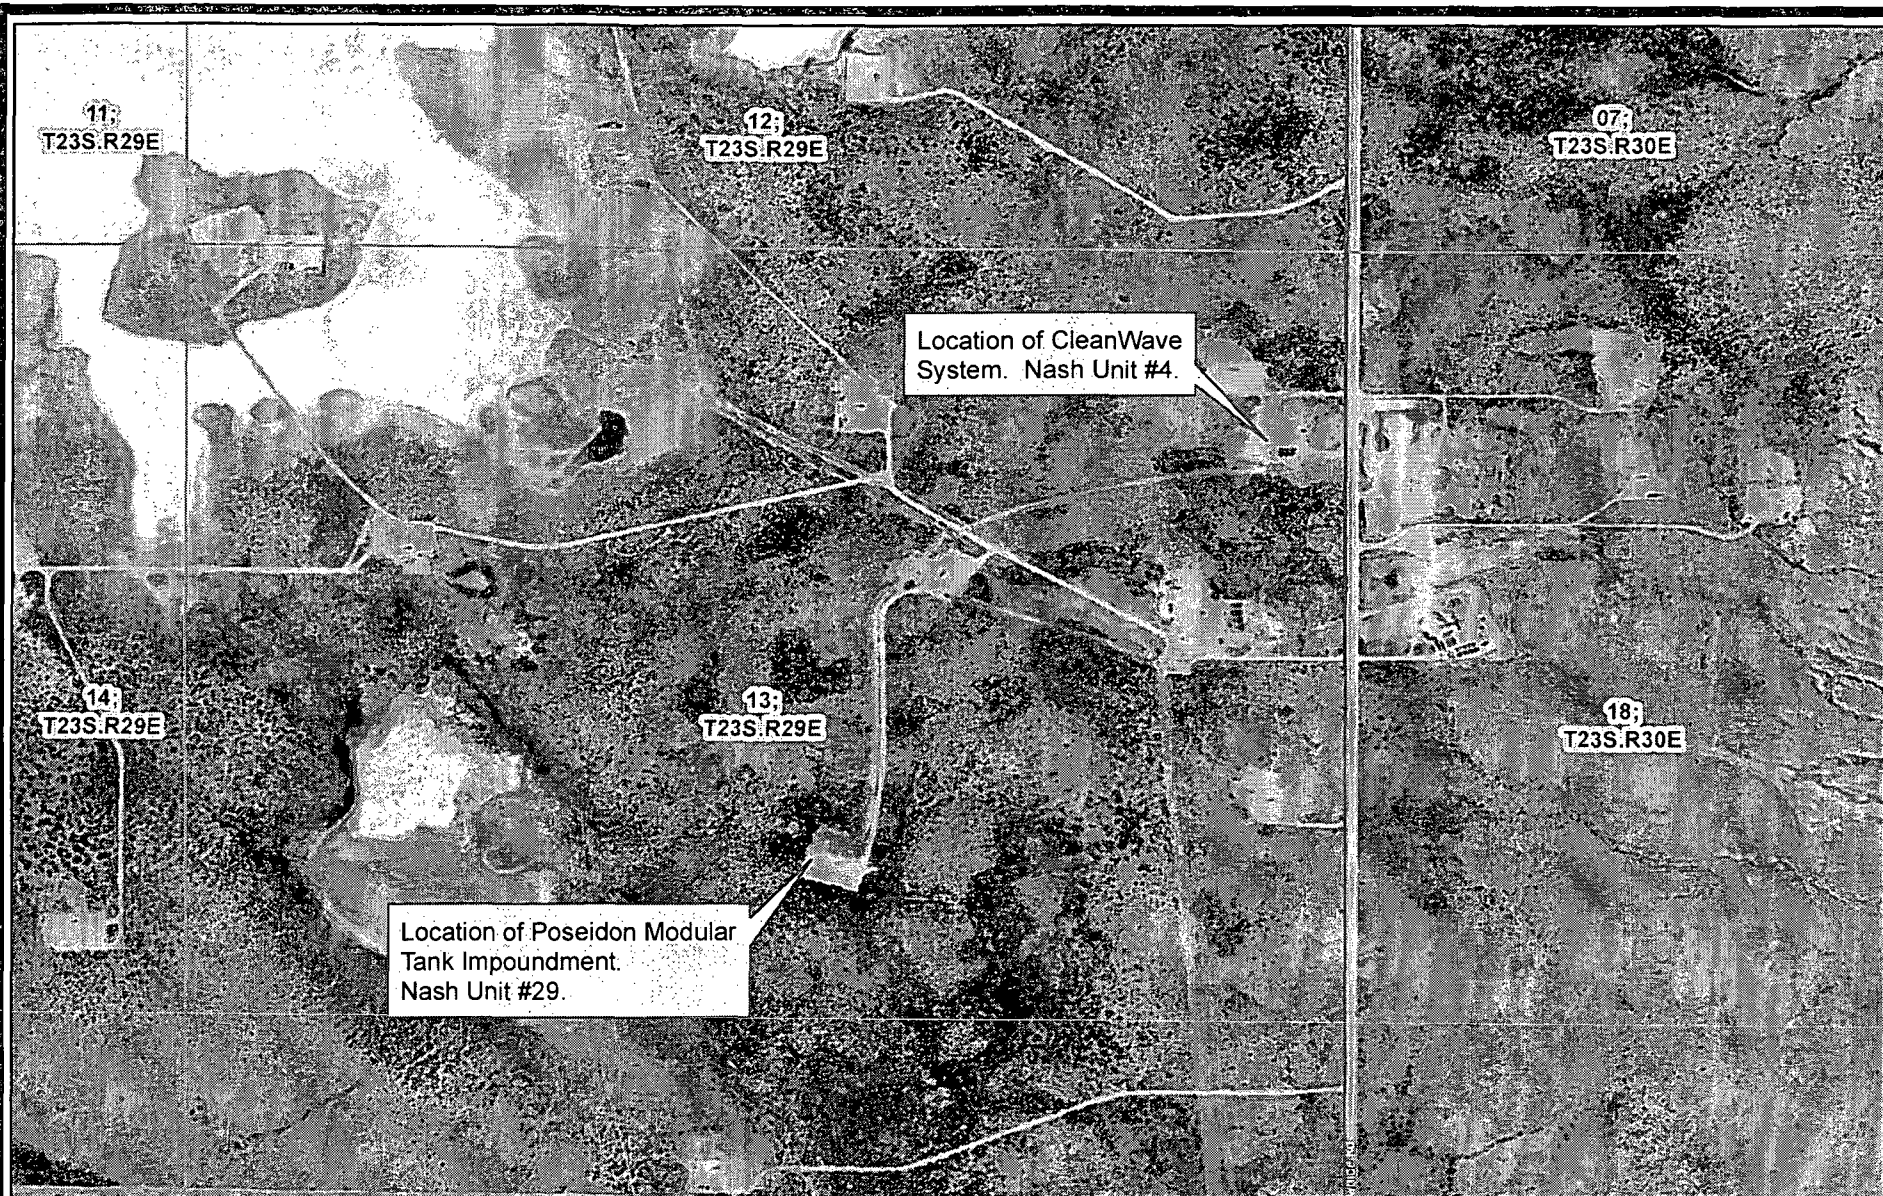 11;
T23S.R29E
12;
T23S.R29E
07;
T23S.R30E
Location of CleanWave
System. Nash Unit #4.
14;
T23S.R29E
13;
T23S.R29E
18;
T23S.R30E
Location of Poseidon Modular
Tank Impoundment.
Nash Unit #29.